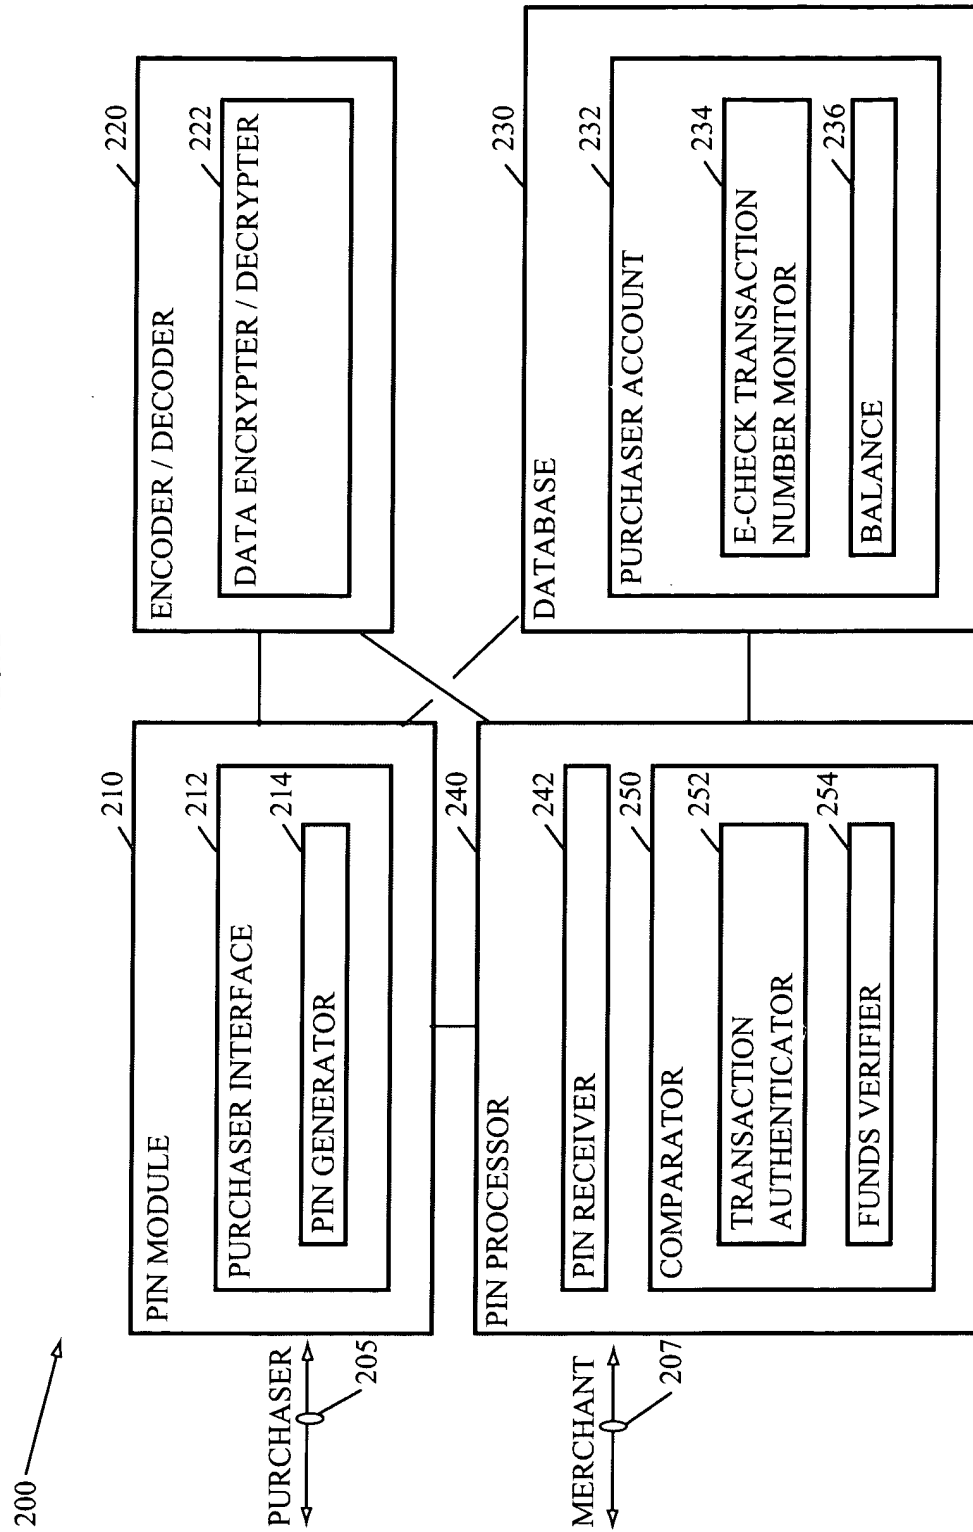 200
PURCHASER
205
MERCHANT
207
PIN MODULE
210
PURCHASER INTERFACE
212
PIN GENERATOR
214
PIN PROCESSOR
240
PIN RECEIVER
242
COMPARATOR
250
TRANSACTION
AUTHENTICATOR
252
FUNDS VERIFIER
254
ENCODER / DECODER
220
DATA ENCRYPTER / DECRYPTER
222
DATABASE
230
PURCHASER ACCOUNT
232
E-CHECK TRANSACTION
NUMBER MONITOR
234
BALANCE
236